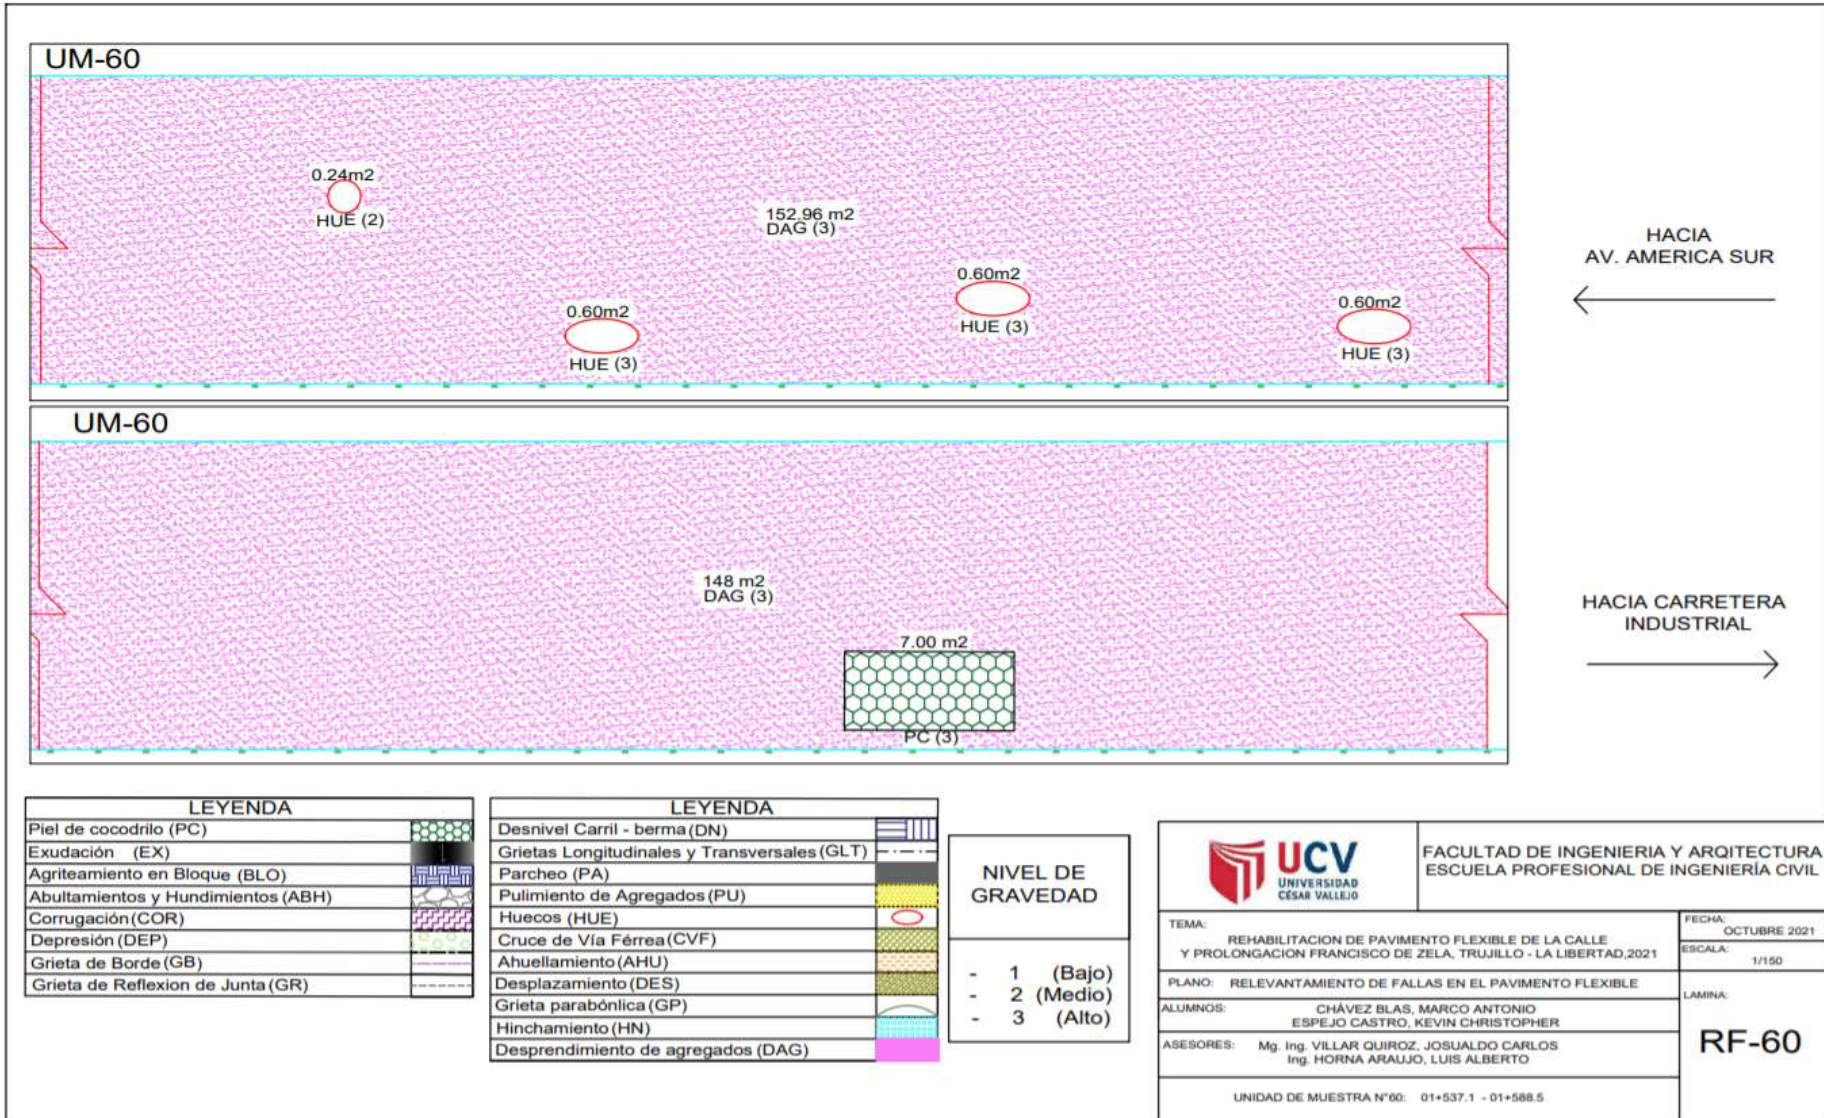 UM-60
0.24m2
HUE (2)
152.96 m2
DAG (3)
0.60m2
HUE (3)
0.60m2
HUE (3)
0.60m2
HUE (3)
HACIA
AV. AMERICA SUR
UM-60
148 m2
DAG (3)
7.00 m2
PC (3)
HACIA CARRETERA
INDUSTRIAL
LEYENDA
Piel de cocodrilo (PC)
Exudación (EX)
Agriteamiento en Bloque (BLO)
Abultamientos y Hundimientos (ABH)
Corrugación (COR)
Depresión (DEP)
Grieta de Borde (GB)
Grieta de Reflexion de Junta (GR)
LEYENDA
Desnivel Carril - berma (DN)
Grietas Longitudinales y Transversales (GLT)
Parcheo (PA)
Pulimiento de Agregados (PU)
Huecos (HUE)
Cruce de Vía Férrea (CVF)
Ahuellamiento (AHU)
Desplazamiento (DES)
Grieta parabónlica (GP)
Hinchamiento (HN)
Desprendimiento de agregados (DAG)
NIVEL DE
GRAVEDAD
- 1 (Bajo)
- 2 (Medio)
- 3 (Alto)
UCV
UNIVERSIDAD
CÉSAR VALLEJO
FACULTAD DE INGENIERIA Y ARQITECTURA
ESCUELA PROFESIONAL DE INGENIERÍA CIVIL
TEMA:
REHABILITACION DE PAVIMENTO FLEXIBLE DE LA CALLE
Y PROLONGACION FRANCISCO DE ZELA, TRUJILLO - LA LIBERTAD,2021
FECHA:
OCTUBRE 2021
ESCALA:
1/150
PLANO: RELEVANTAMIENTO DE FALLAS EN EL PAVIMENTO FLEXIBLE
LAMINA:
RF-60
ALUMNOS: CHÁVEZ BLAS, MARCO ANTONIO
ESPEJO CASTRO, KEVIN CHRISTOPHER
ASESORES: Mg. Ing. VILLAR QUIROZ, JOSUALDO CARLOS
Ing. HORNA ARAUJO, LUIS ALBERTO
UNIDAD DE MUESTRA N°60: 01+537.1 - 01+588.5